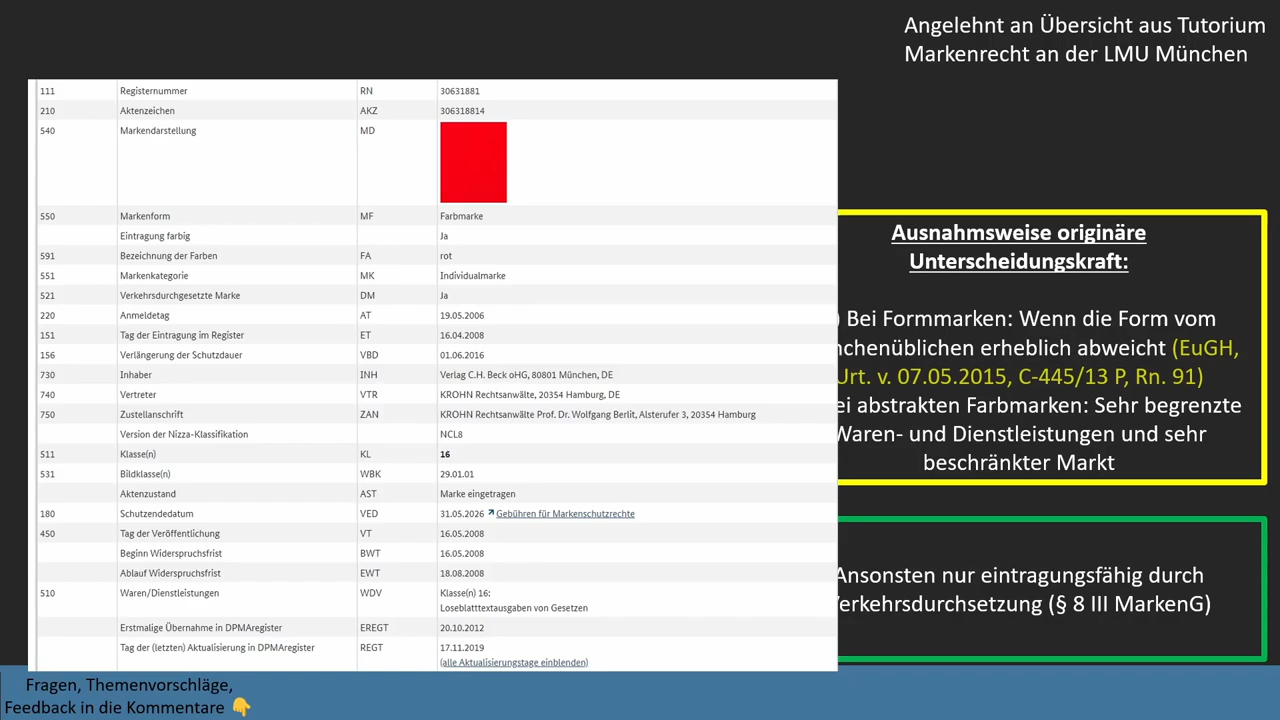 Angelehnt an Übersicht aus Tutorium
Markenrecht an der LMU München
111 Registernummer RN 30631881
210 Aktenzeichen AKZ 306318814
540 Markendarstellung MD
550 Markenform MF Farbmarke
Eintragung farbig Ja
591 Bezeichnung der Farben FA rot
551 Markenkategorie MK Individualmarke
521 Verkehrsdurchgesetzte Marke DM Ja
220 Anmeldetag AT 19.05.2006
151 Tag der Eintragung im Register ET 16.04.2008
156 Verlängerung der Schutzdauer VBD 01.06.2016
730 Inhaber INH Verlag C.H. Beck oHG, 80801 München, DE
740 Vertreter VTR KROHN Rechtsanwälte, 20354 Hamburg, DE
750 Zustellanschrift ZAN KROHN Rechtsanwälte Prof. Dr. Wolfgang Berlit, Alsterufer 3, 20354 Hamburg
Version der Nizza-Klassifikation NCL8
511 Klasse(n) KL 16
531 Bildklasse(n) WBK 29.01.01
Aktenzustand AST Marke eingetragen
180 Schutzendedatum VED 31.05.2026 Gebühren für Markenschutzrechte
450 Tag der Veröffentlichung VT 16.05.2008
Beginn Widerspruchsfrist BWT 16.05.2008
Ablauf Widerspruchsfrist EWT 18.08.2008
510 Waren/Dienstleistungen WDV Klasse(n) 16:
Loseblatttextausgaben von Gesetzen
Erstmalige Übernahme in DPMAregister EREGT 20.10.2012
Tag der (letzten) Aktualisierung in DPMAregister REGT 17.11.2019
(alle Aktualisierungstage einblenden)
Ausnahmsweise originäre
Unterscheidungskraft:
) Bei Formmarken: Wenn die Form vom
nchenüblichen erheblich abweicht (EuGH,
Urt. v. 07.05.2015, C-445/13 P, Rn. 91)
ei abstrakten Farbmarken: Sehr begrenzte
Waren- und Dienstleistungen und sehr
beschränkter Markt
Ansonsten nur eintragungsfähig durch
erkehrsdurchsetzung (§ 8 III MarkenG)
Fragen, Themenvorschläge,
Feedback in die Kommentare 👇